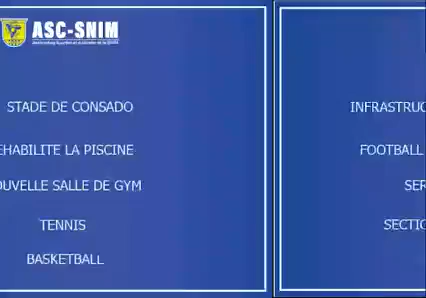 ASC-SNIM
STADE DE CONSADO
EHABILITE LA PISCINE
OUVELLE SALLE DE GYM
TENNIS
BASKETBALL
INFRASTRUC
FOOTBALL
SER
SECTIO